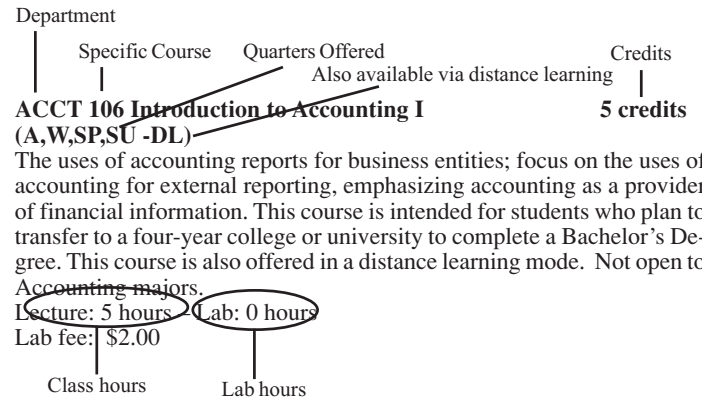 Department
Specific Course Quarters Offered Credits
Also available via distance learning
ACCT 106 Introduction to Accounting I 5 credits
(A,W,SP,SU -DL)
The uses of accounting reports for business entities; focus on the uses of
accounting for external reporting, emphasizing accounting as a provider
of financial information. This course is intended for students who plan to
transfer to a four-year college or university to complete a Bachelor's De-
gree. This course is also offered in a distance learning mode. Not open to
Accounting majors.
Lecture: 5 hours – Lab: 0 hours
Lab fee: $2.00
Class hours Lab hours